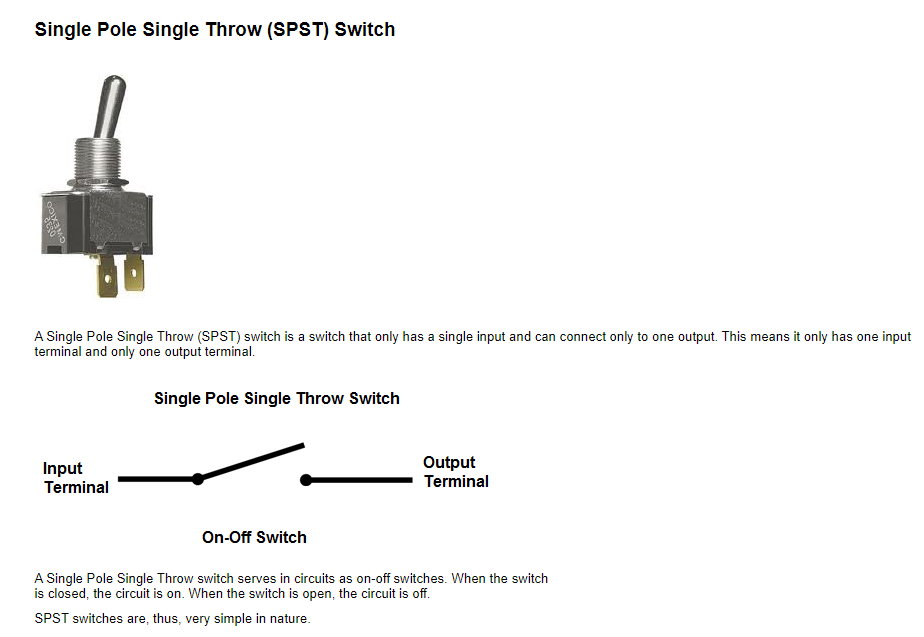 Single Pole Single Throw (SPST) Switch
MEXICO
A Single Pole Single Throw (SPST) switch is a switch that only has a single input and can connect only to one output. This means it only has one input
terminal and only one output terminal.
Single Pole Single Throw Switch
Input
Terminal
Output
Terminal
On-Off Switch
A Single Pole Single Throw switch serves in circuits as on-off switches. When the switch
is closed, the circuit is on. When the switch is open, the circuit is off.
SPST switches are, thus, very simple in nature.